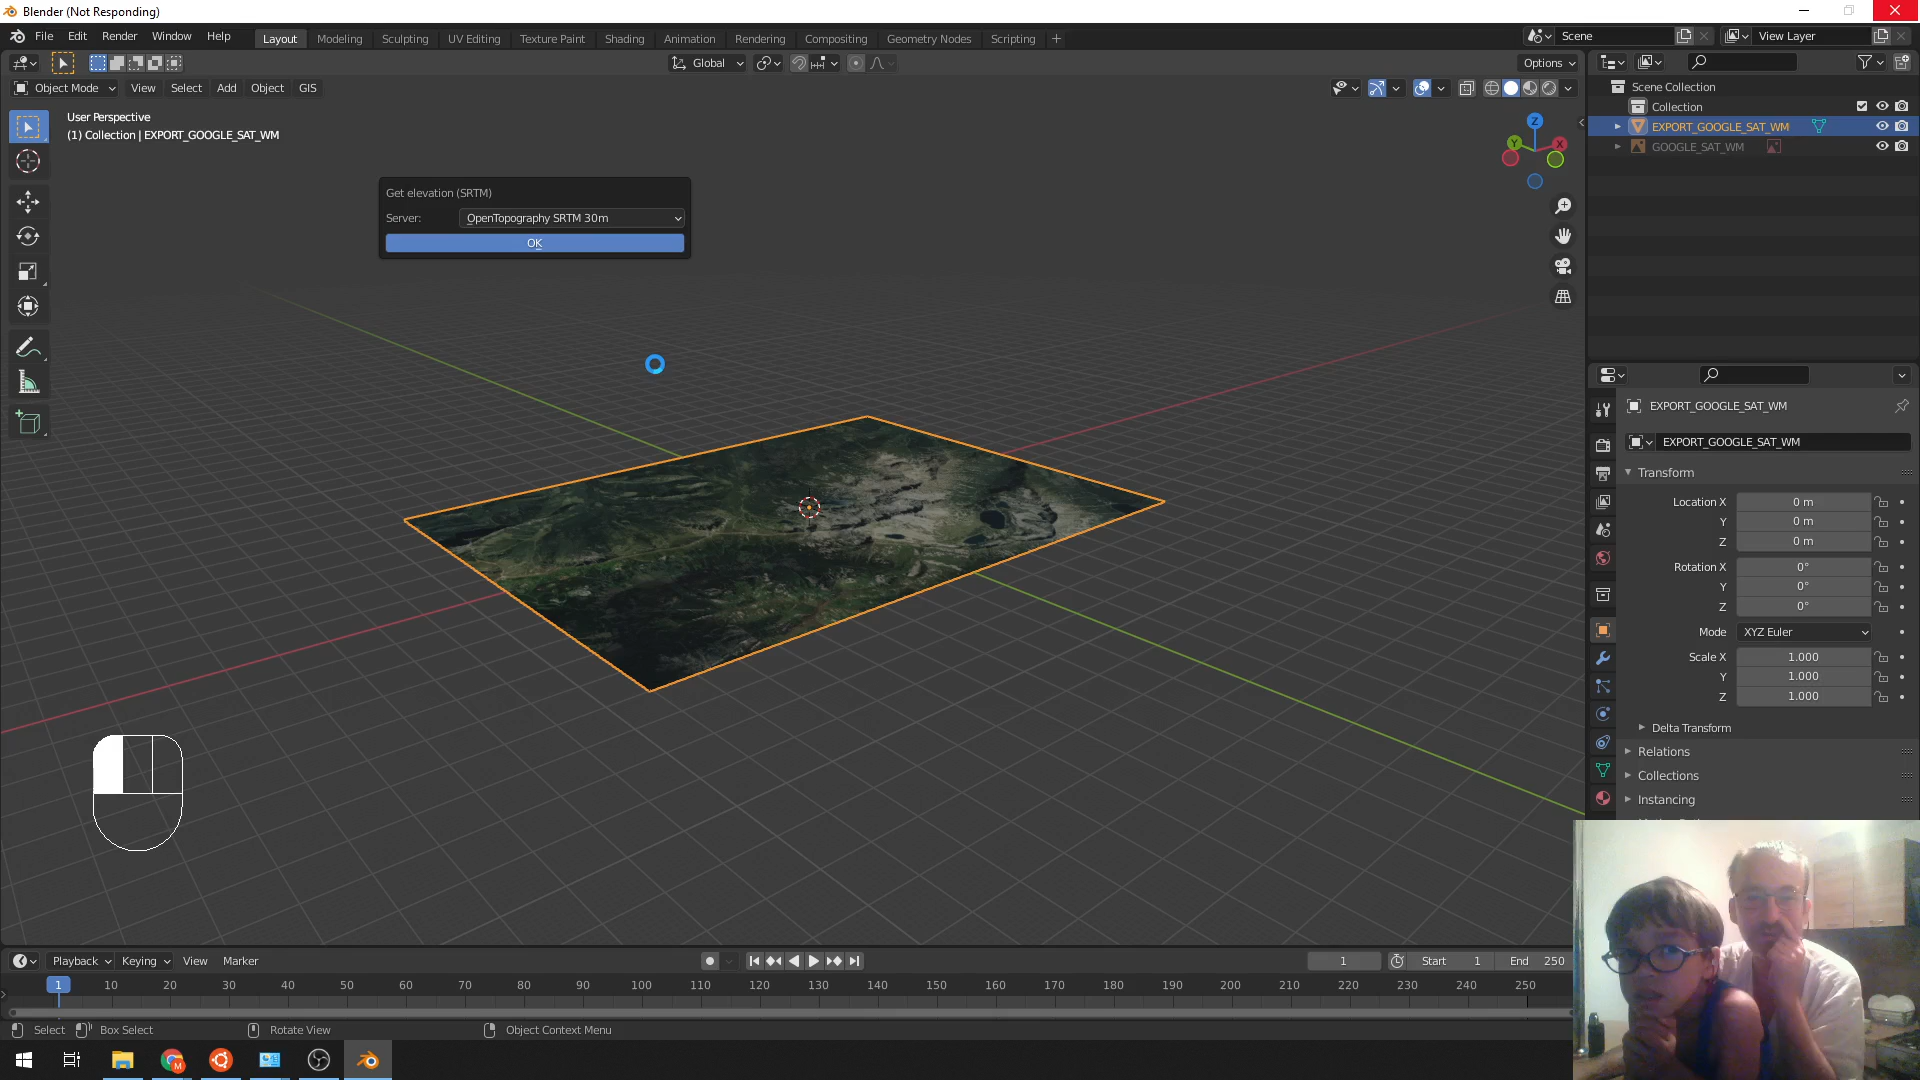 Blender (Not Responding)
File Edit Render Window Help
Layout Modeling Sculpting UV Editing Texture Paint Shading Animation Rendering Compositing Geometry Nodes Scripting +
Scene
View Layer
Global
Options
Object Mode View Select Add Object GIS
User Perspective
(1) Collection | EXPORT_GOOGLE_SAT_WM
Get elevation (SRTM)
Server: OpenTopography SRTM 30m
OK
Z
Y
X
Scene Collection
Collection
EXPORT_GOOGLE_SAT_WM
GOOGLE_SAT_WM
EXPORT_GOOGLE_SAT_WM
EXPORT_GOOGLE_SAT_WM
Transform
Location X 0 m
Y 0 m
Z 0 m
Rotation X 0°
Y 0°
Z 0°
Mode XYZ Euler
Scale X 1.000
Y 1.000
Z 1.000
Delta Transform
Relations
Collections
Instancing
Playback Keying View Marker
1
Start 1 End 250
1 10 20 30 40 50 60 70 80 90 100 110 120 130 140 150 160 170 180 190 200 210 220 230 240 250
Select Box Select Rotate View Object Context Menu
M